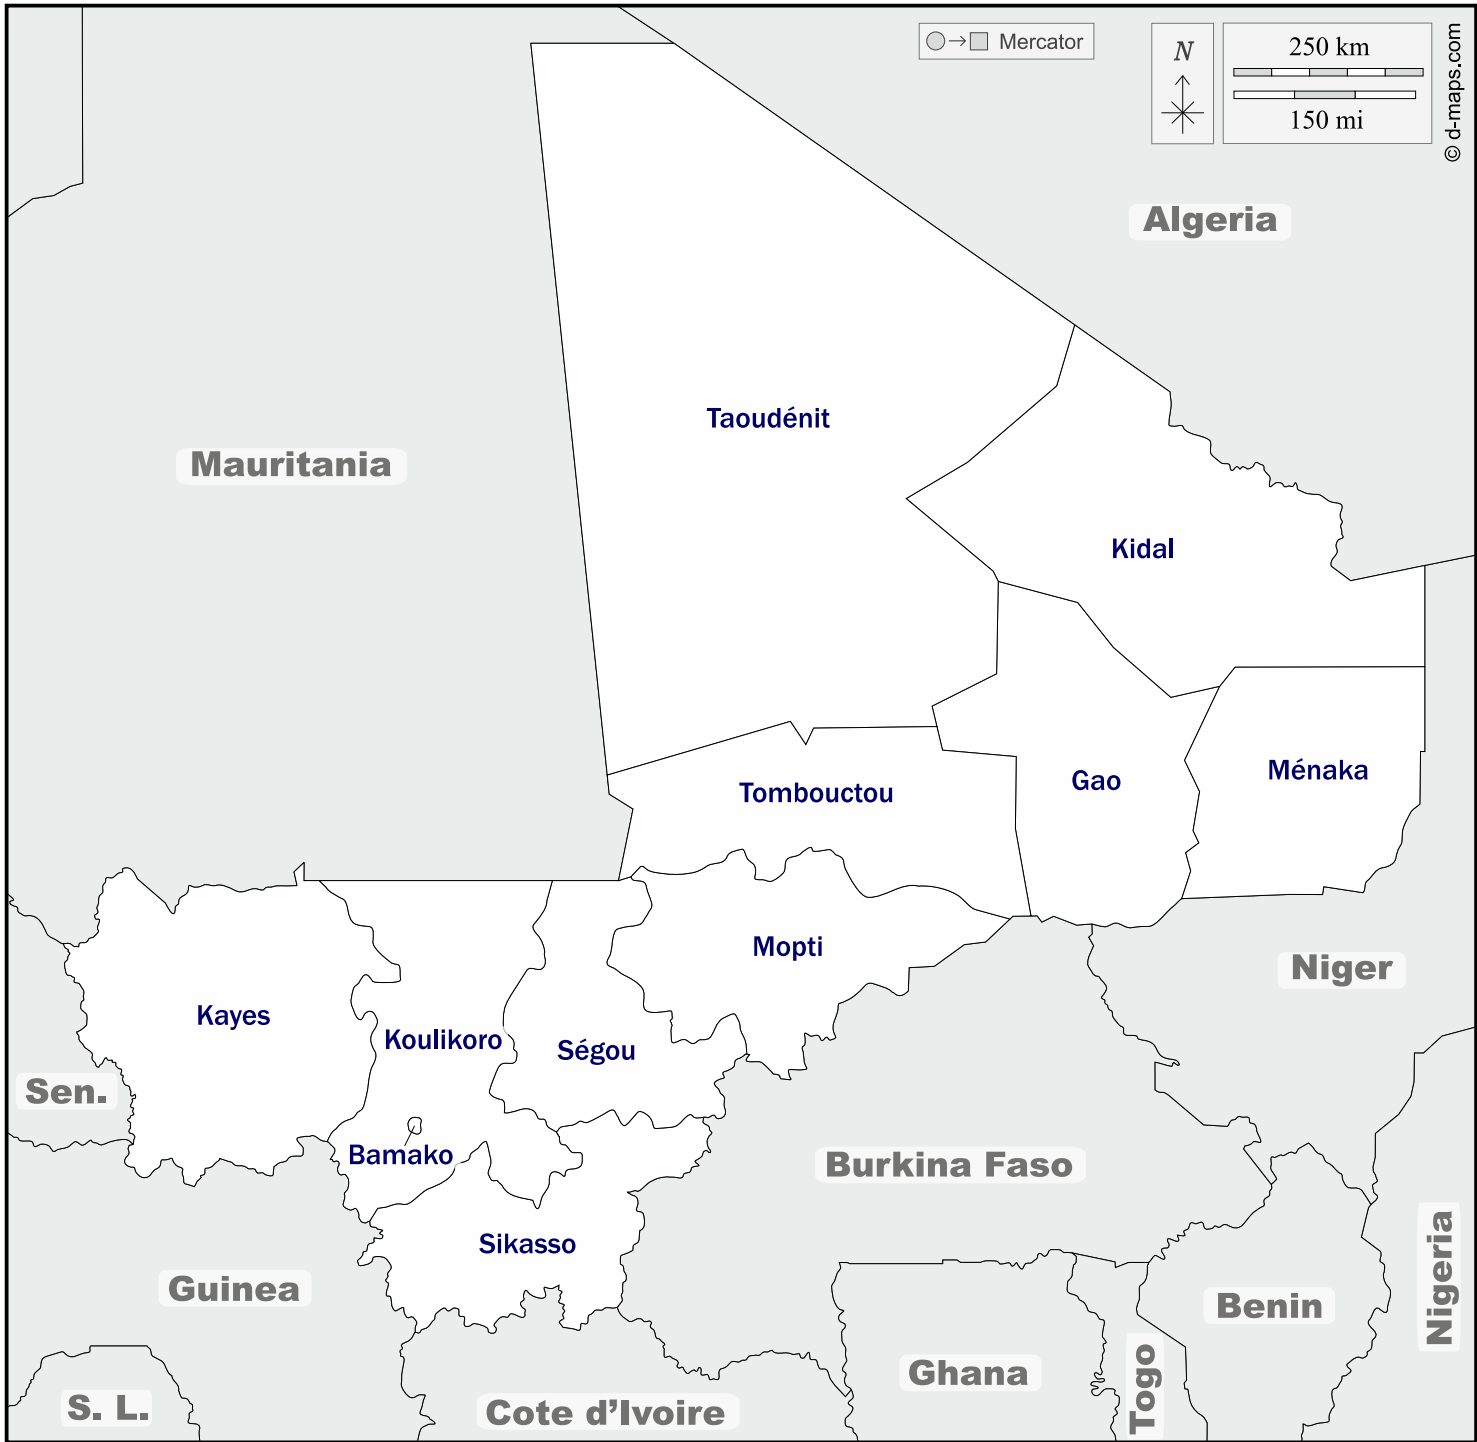 Mercator
N
250 km
150 mi
© d-maps.com
Algeria
Taoudénit
Mauritania
Kidal
Ménaka
Gao
Tombouctou
Mopti
Niger
Kayes
Koulikoro
Ségou
Sen.
Bamako
Burkina Faso
Sikasso
Guinea
Nigeria
Benin
Ghana
Togo
S. L.
Cote d'Ivoire